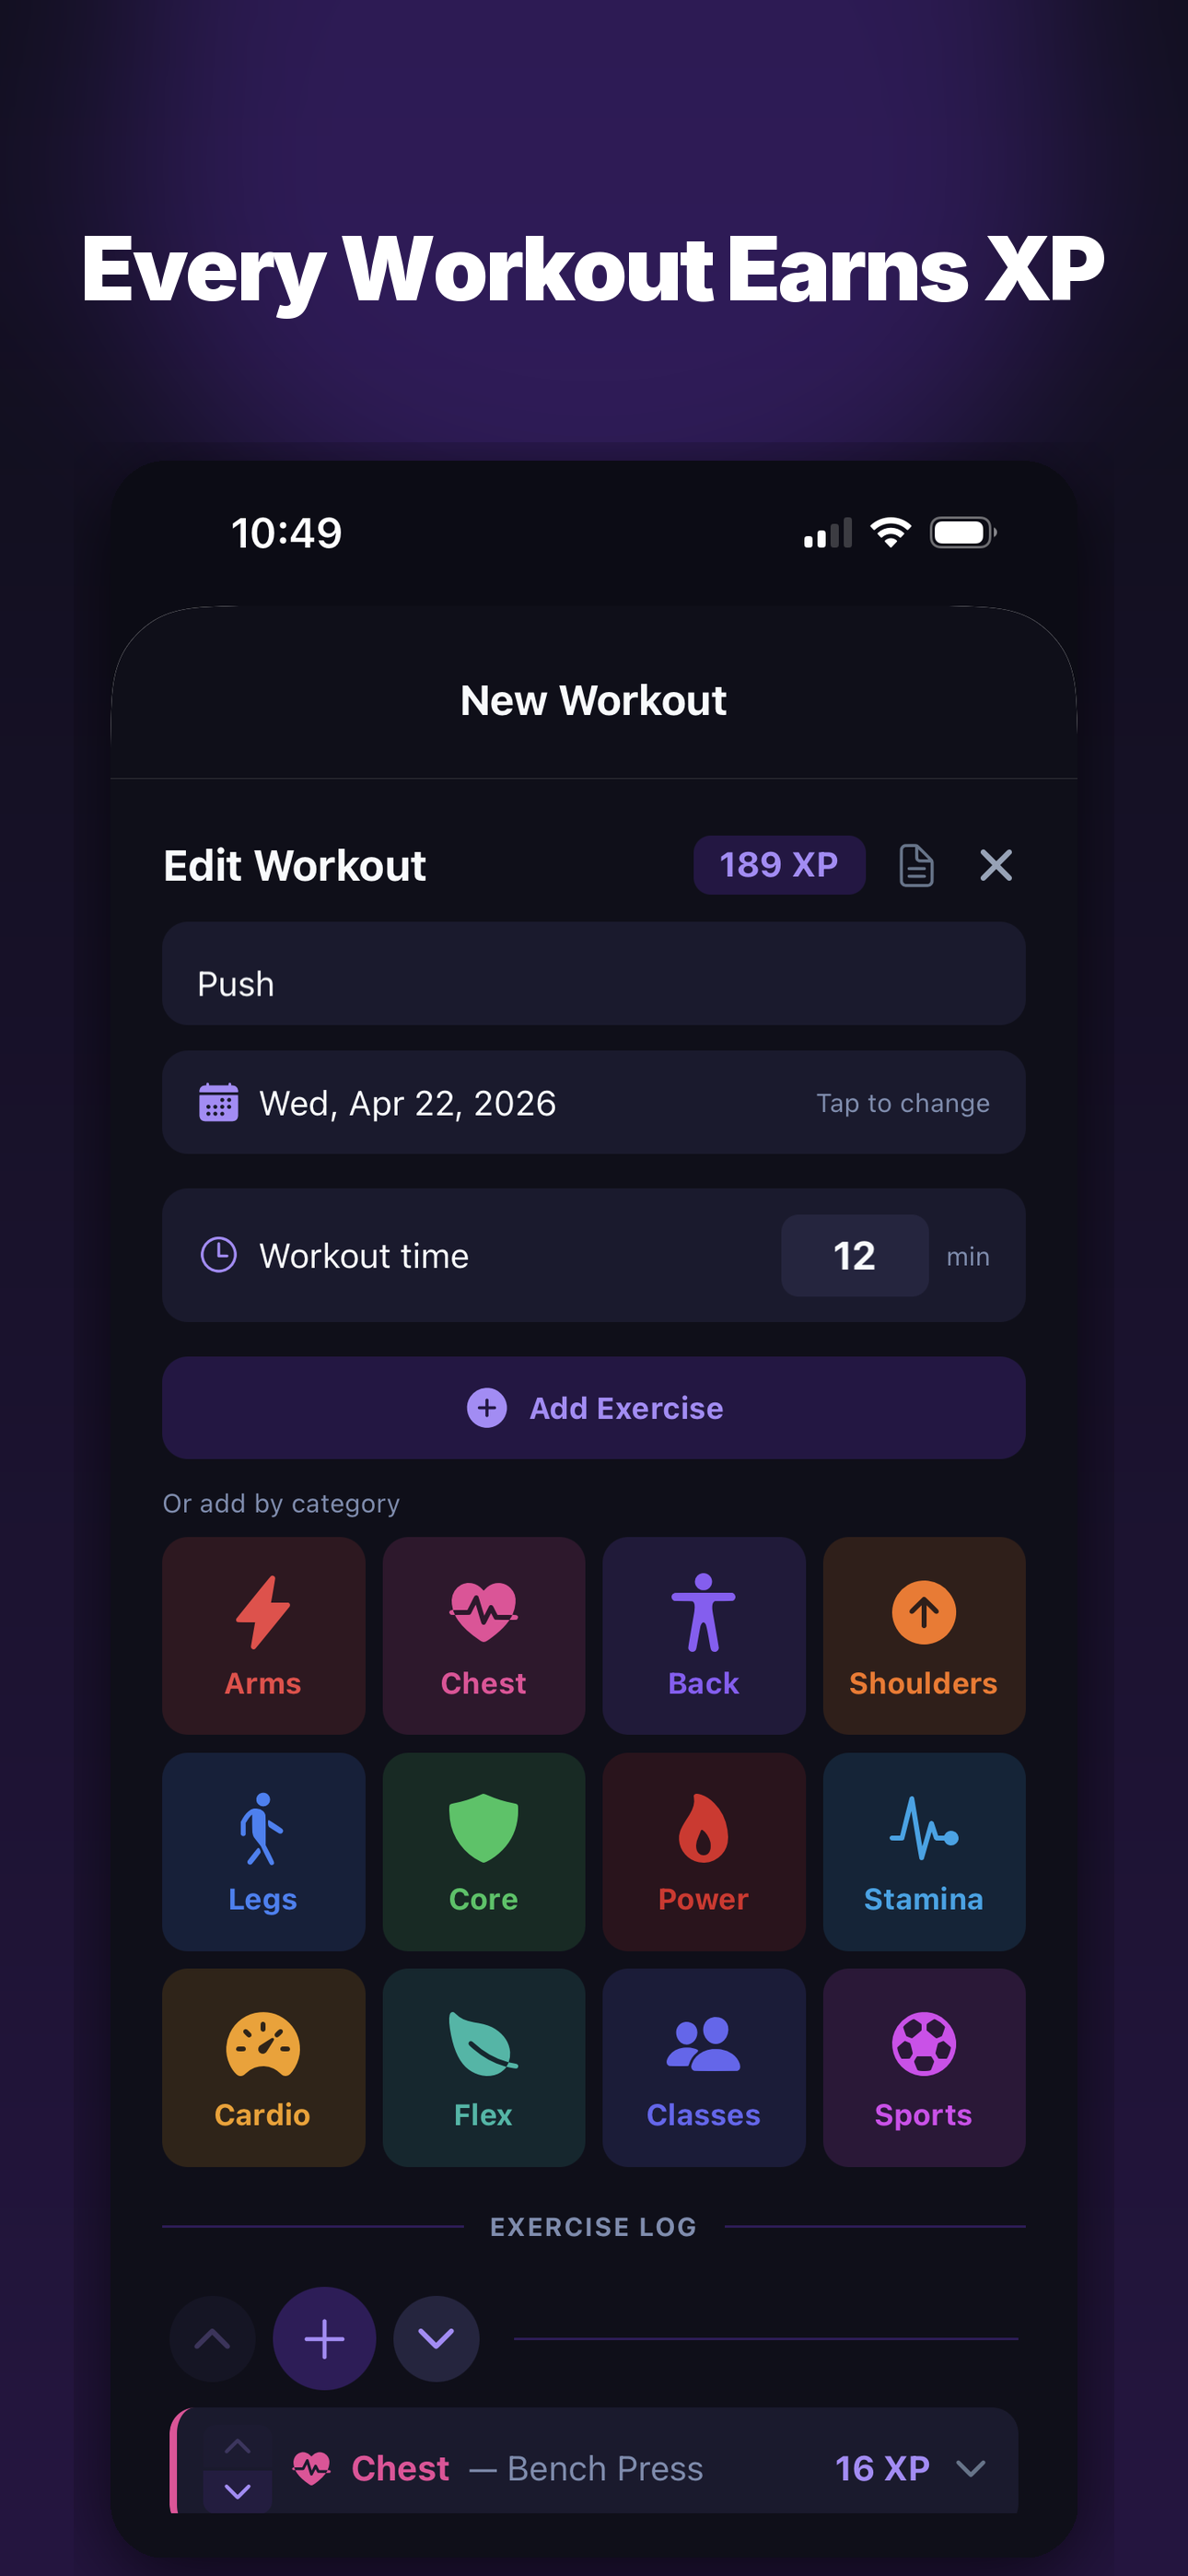 Every Workout Earns XP
10:49
New Workout
Edit Workout 189 XP
Push
Wed, Apr 22, 2026 Tap to change
Workout time 12 min
Add Exercise
Or add by category
Arms Chest Back Shoulders
Legs Core Power Stamina
Cardio Flex Classes Sports
EXERCISE LOG
Chest — Bench Press 16 XP